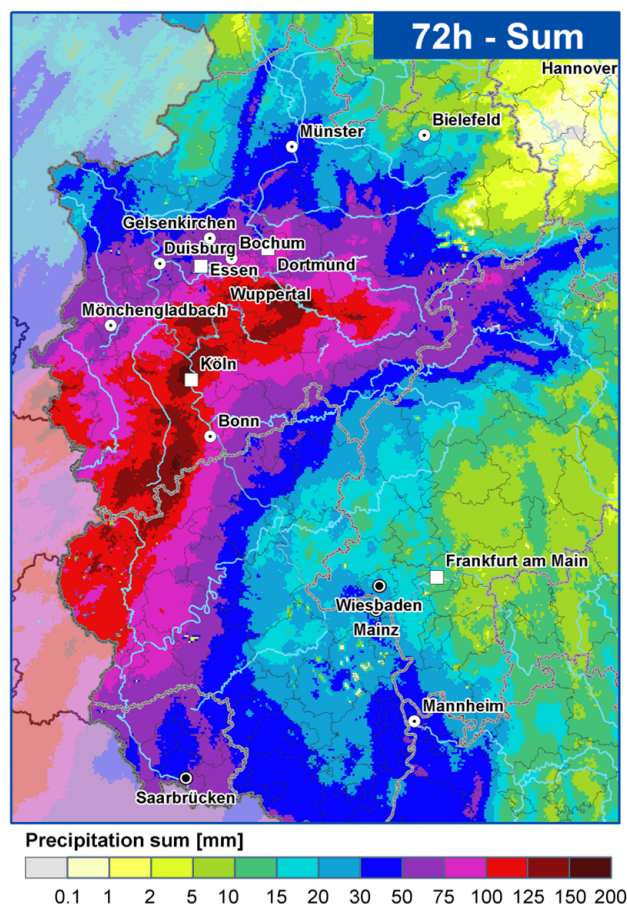 72h - Sum
Hannover
Bielefeld
Münster
Gelsenkirchen
Bochum
Duisburg
Essen
Dortmund
Wuppertal
Mönchengladbach
Köln
Bonn
Frankfurt am Main
Wiesbaden
Mainz
Mannheim
Saarbrücken
Precipitation sum [mm]
0.1 1 2 5 10 15 20 30 50 75 100 125 150 200